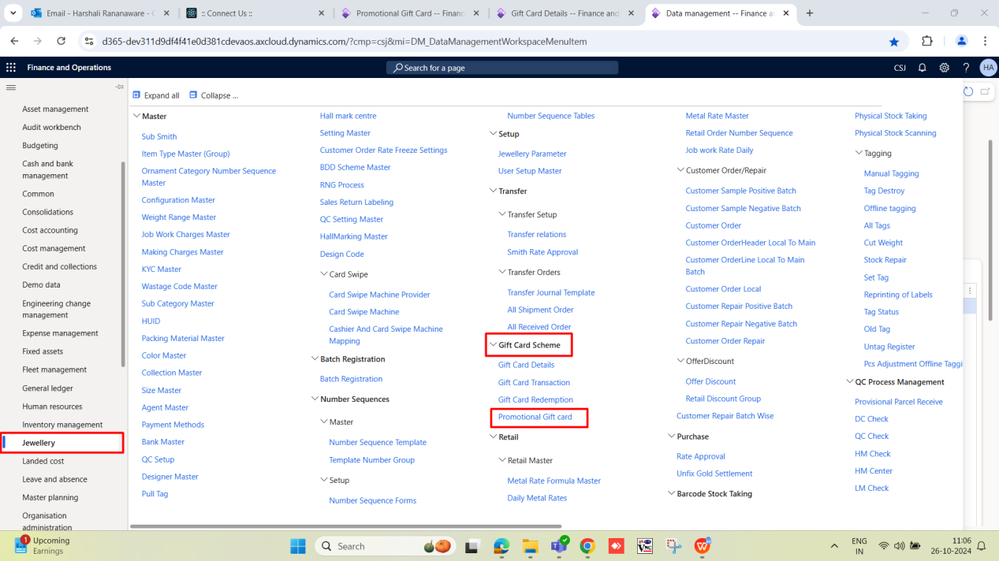 Email - Harshali Rananaware - C
:: Connect Us ::
Promotional Gift Card -- Financ
Gift Card Details -- Finance and
Data management -- Finance an
d365-dev311d9df4f41e0d381cdevaos.axcloud.dynamics.com/?cmp=csj&mi=DM_DataManagementWorkspaceMenuItem
Finance and Operations
Search for a page
CSJ
?
HA
Asset management
Audit workbench
Budgeting
Cash and bank
management
Common
Consolidations
Cost accounting
Cost management
Credit and collections
Demo data
Engineering change
management
Expense management
Fixed assets
Fleet management
General ledger
Human resources
Inventory management
Jewellery
Landed cost
Leave and absence
Master planning
Organisation
administration
Expand all
Collapse ...
Master
Sub Smith
Item Type Master (Group)
Ornament Category Number Sequence
Master
Configuration Master
Weight Range Master
Job Work Charges Master
Making Charges Master
KYC Master
Wastage Code Master
Sub Category Master
HUID
Packing Material Master
Color Master
Collection Master
Size Master
Agent Master
Payment Methods
Bank Master
QC Setup
Designer Master
Pull Tag
Hall mark centre
Setting Master
Customer Order Rate Freeze Settings
BDD Scheme Master
RNG Process
Sales Return Labeling
QC Setting Master
HallMarking Master
Design Code
Card Swipe
Card Swipe Machine Provider
Card Swipe Machine
Cashier And Card Swipe Machine
Mapping
Batch Registration
Batch Registration
Number Sequences
Master
Number Sequence Template
Template Number Group
Setup
Number Sequence Forms
Number Sequence Tables
Setup
Jewellery Parameter
User Setup Master
Transfer
Transfer Setup
Transfer relations
Smith Rate Approval
Transfer Orders
Transfer Journal Template
All Shipment Order
All Received Order
Gift Card Scheme
Gift Card Details
Gift Card Transaction
Gift Card Redemption
Promotional Gift card
Retail
Retail Master
Metal Rate Formula Master
Daily Metal Rates
Metal Rate Master
Retail Order Number Sequence
Job work Rate Daily
Customer Order/Repair
Customer Sample Positive Batch
Customer Sample Negative Batch
Customer Order
Customer OrderHeader Local To Main
Customer OrderLine Local To Main
Batch
Customer Order Local
Customer Repair Positive Batch
Customer Repair Negative Batch
Customer Order Repair
OfferDiscount
Offer Discount
Retail Discount Group
Customer Repair Batch Wise
Purchase
Rate Approval
Unfix Gold Settlement
Barcode Stock Taking
Physical Stock Taking
Physical Stock Scanning
Tagging
Manual Tagging
Tag Destroy
Offline tagging
All Tags
Cut Weight
Stock Repair
Set Tag
Reprinting of Labels
Tag Status
Old Tag
Untag Register
Pcs Adjustment Offline Taggi
QC Process Management
Provisional Parcel Receive
DC Check
QC Check
HM Check
HM Center
LM Check
1
Upcoming
Earnings
Search
ENG
IN
11:06
26-10-2024